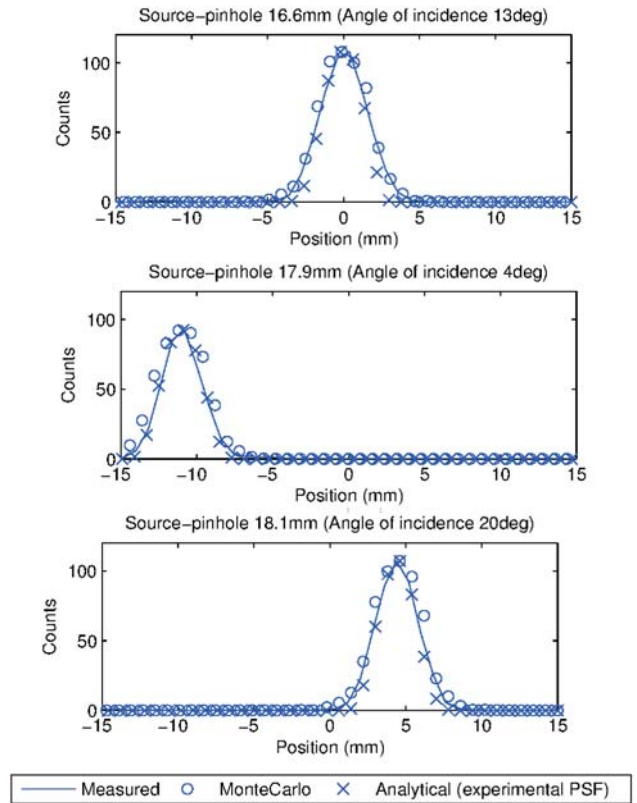 Source-pinhole 16.6mm (Angle of incidence 13deg)
100
50
0
Counts
-15 -10 -5 0 5 10 15
Position (mm)
Source-pinhole 17.9mm (Angle of incidence 4deg)
100
50
0
Counts
-15 -10 -5 0 5 10 15
Position (mm)
Source-pinhole 18.1mm (Angle of incidence 20deg)
100
50
0
Counts
-15 -10 -5 0 5 10 15
Position (mm)
Measured MonteCarlo Analytical (experimental PSF)